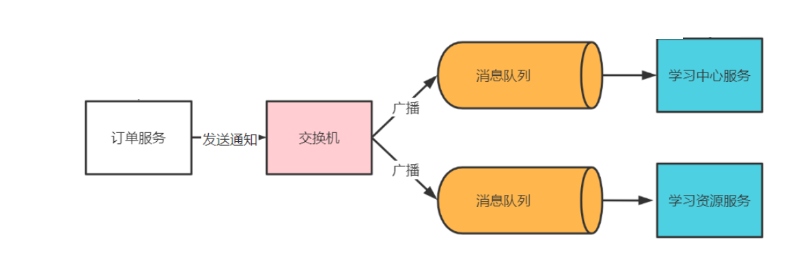 订单服务
发送通知
交换机
广播
消息队列
学习中心服务
广播
消息队列
学习资源服务